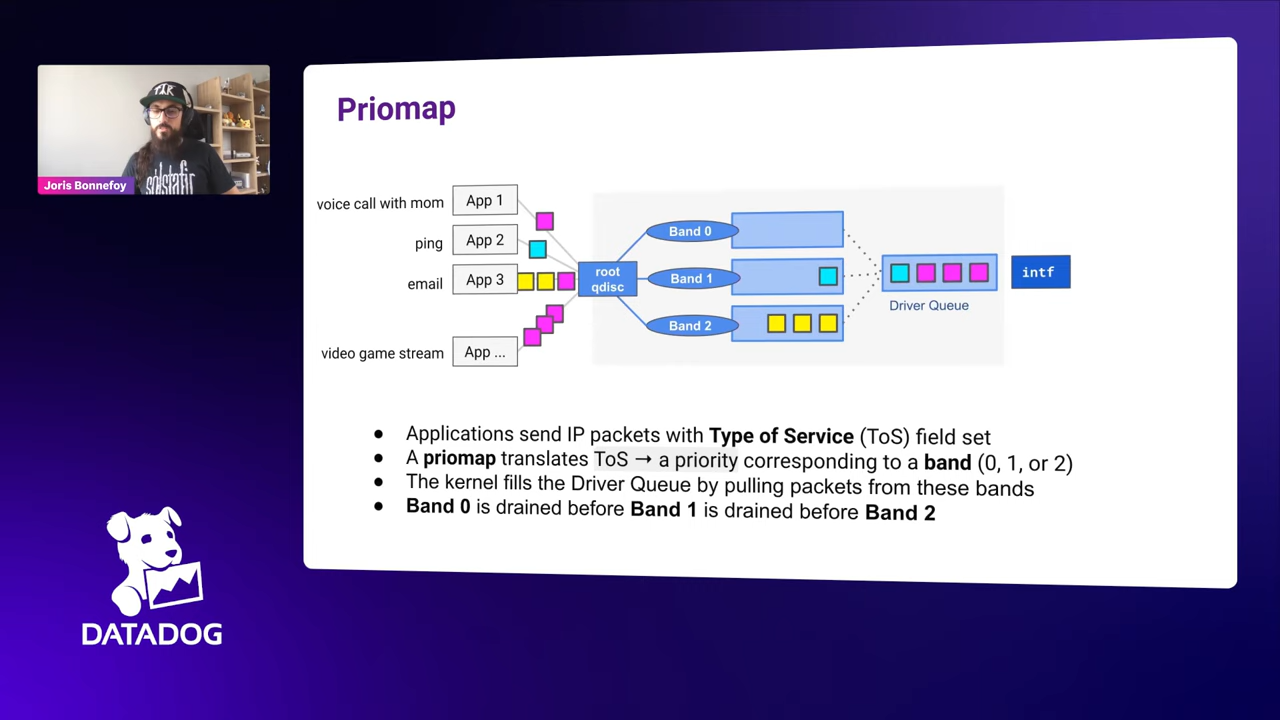 Priomap
Joris Bonnefoy
voice call with mom
App 1
ping
App 2
email
App 3
video game stream
App ...
root
qdisc
Band 0
Band 1
Band 2
Driver Queue
intf
● Applications send IP packets with Type of Service (ToS) field set
● A priomap translates ToS → a priority corresponding to a band (0, 1, or 2)
● The kernel fills the Driver Queue by pulling packets from these bands
● Band 0 is drained before Band 1 is drained before Band 2
DATADOG